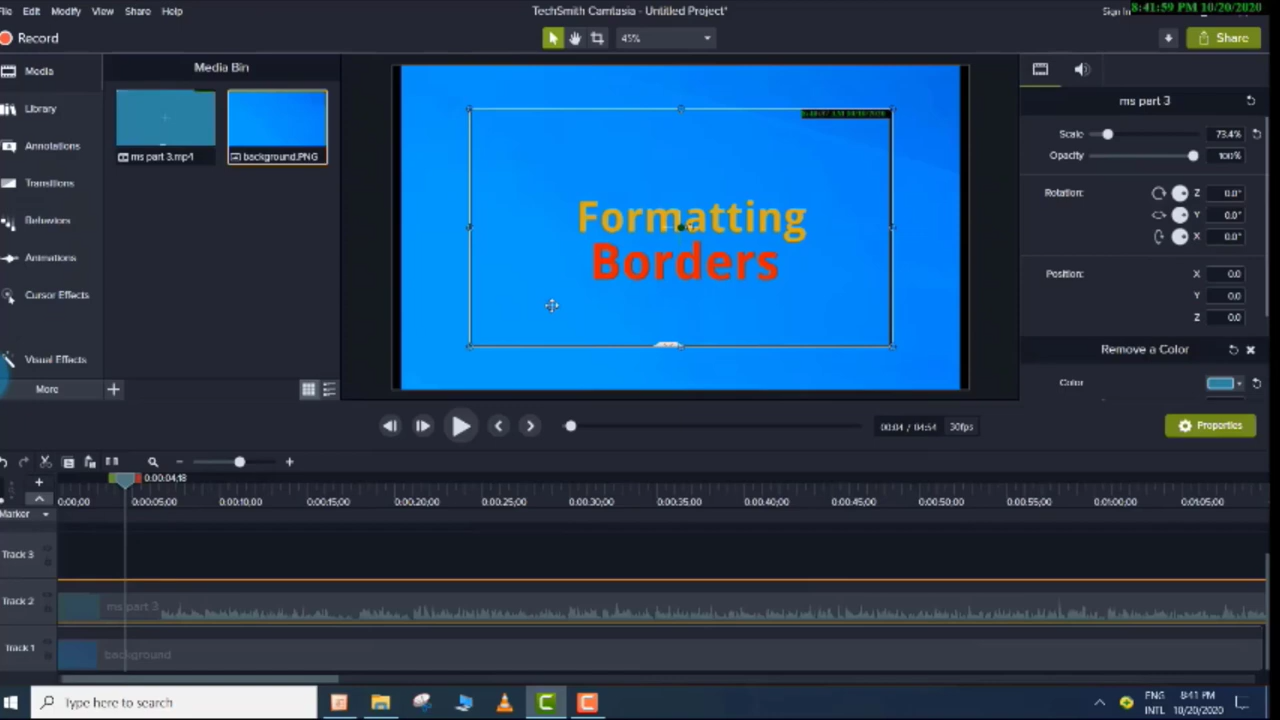 File Edit Modify View Share Help
TechSmith Camtasia - Untitled Project*
Sign In
8:41:59 PM 10/20/2020
Record
45%
Share
Media
Library
Annotations
Transitions
Behaviors
Animations
Cursor Effects
Visual Effects
More
Media Bin
ms part 3.mp4
background.PNG
Formatting
Borders
ms part 3
Scale 73.4%
Opacity 100%
Rotation: Z 0.0°
Y 0.0°
X 0.0°
Position: X 0.0
Y 0.0
Z 0.0
Remove a Color
Color
00:04 / 04:54 30fps
Properties
0:00:04;18
0:00:00;00 0:00:05;00 0:00:10;00 0:00:15;00 0:00:20;00 0:00:25;00 0:00:30;00 0:00:35;00 0:00:40;00 0:00:45;00 0:00:50;00 0:00:55;00 0:01:00;00 0:01:05;00
Marker
Track 3
Track 2
ms part 3
Track 1
background
Type here to search
ENG
INTL
8:41 PM
10/20/2020